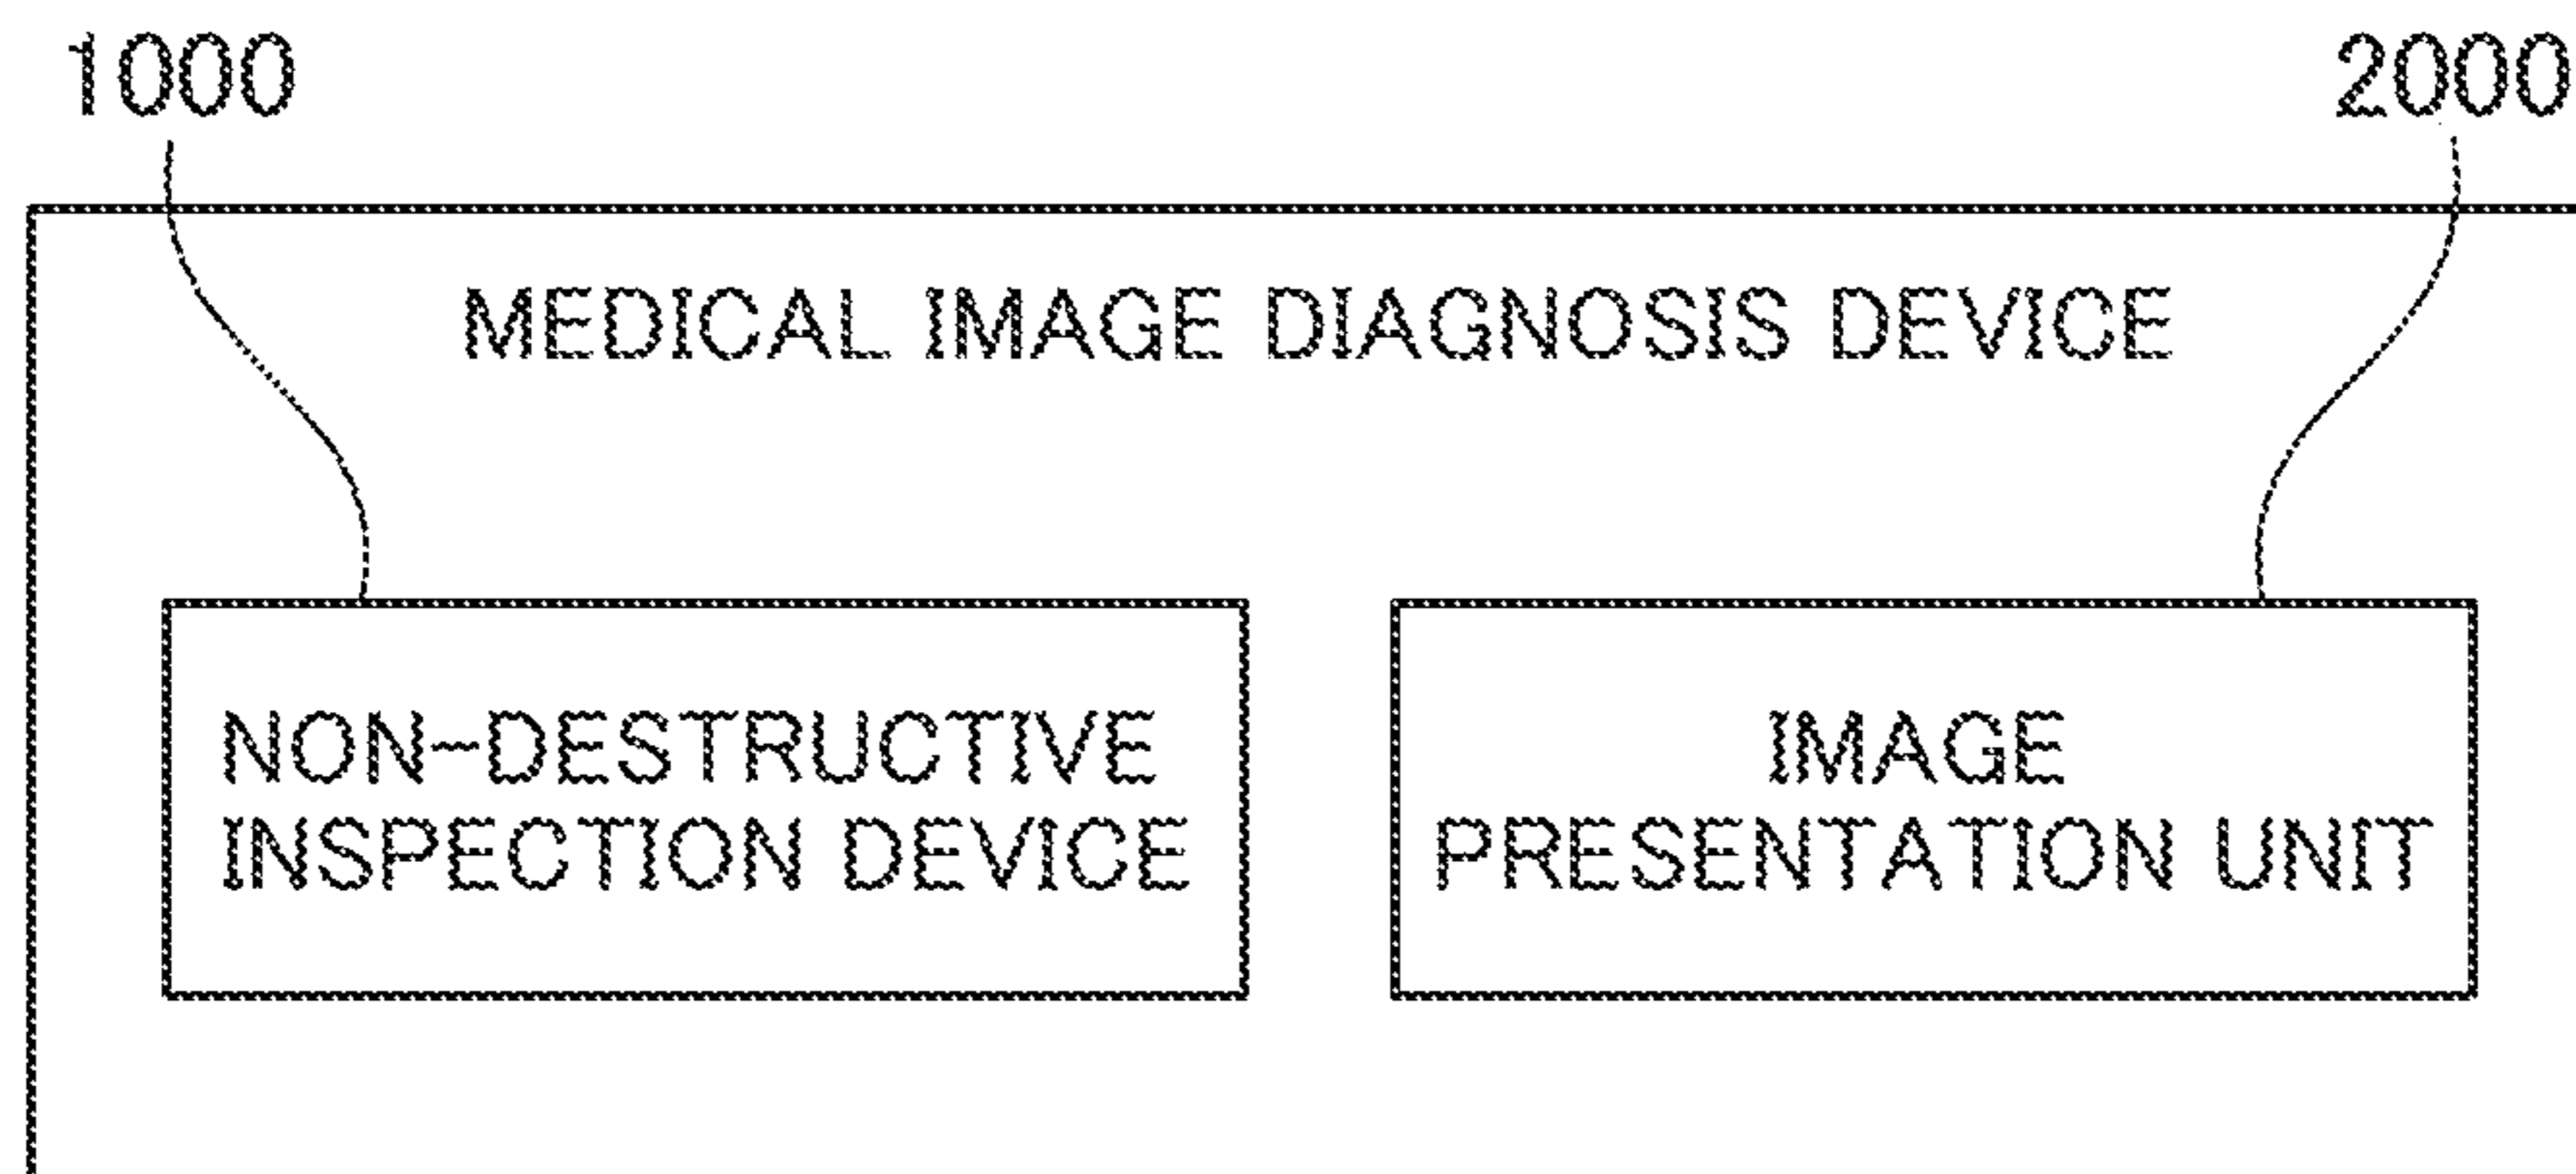 1000 2000
MEDICAL IMAGE DIAGNOSIS DEVICE
NON-DESTRUCTIVE
INSPECTION DEVICE
IMAGE
PRESENTATION UNIT